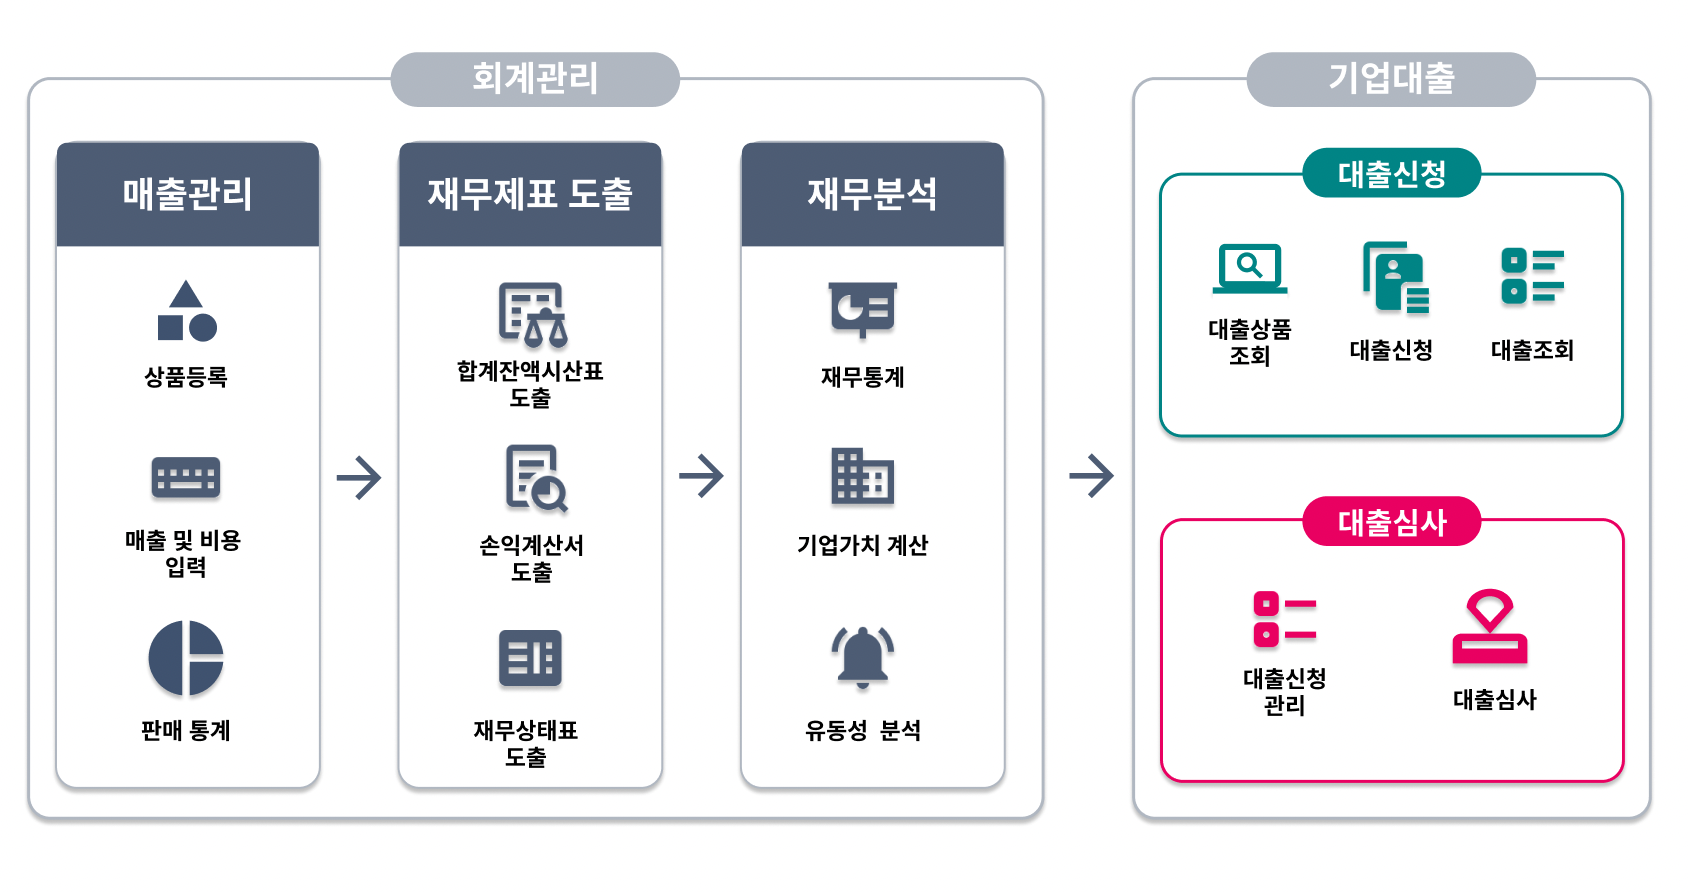 회계관리
매출관리
상품등록
매출 및 비용
입력
판매 통계
재무제표 도출
합계잔액시산표
도출
손익계산서
도출
재무상태표
도출
재무분석
재무통계
기업가치 계산
유동성 분석
기업대출
대출신청
대출상품
조회
대출신청
대출조회
대출심사
대출신청
관리
대출심사